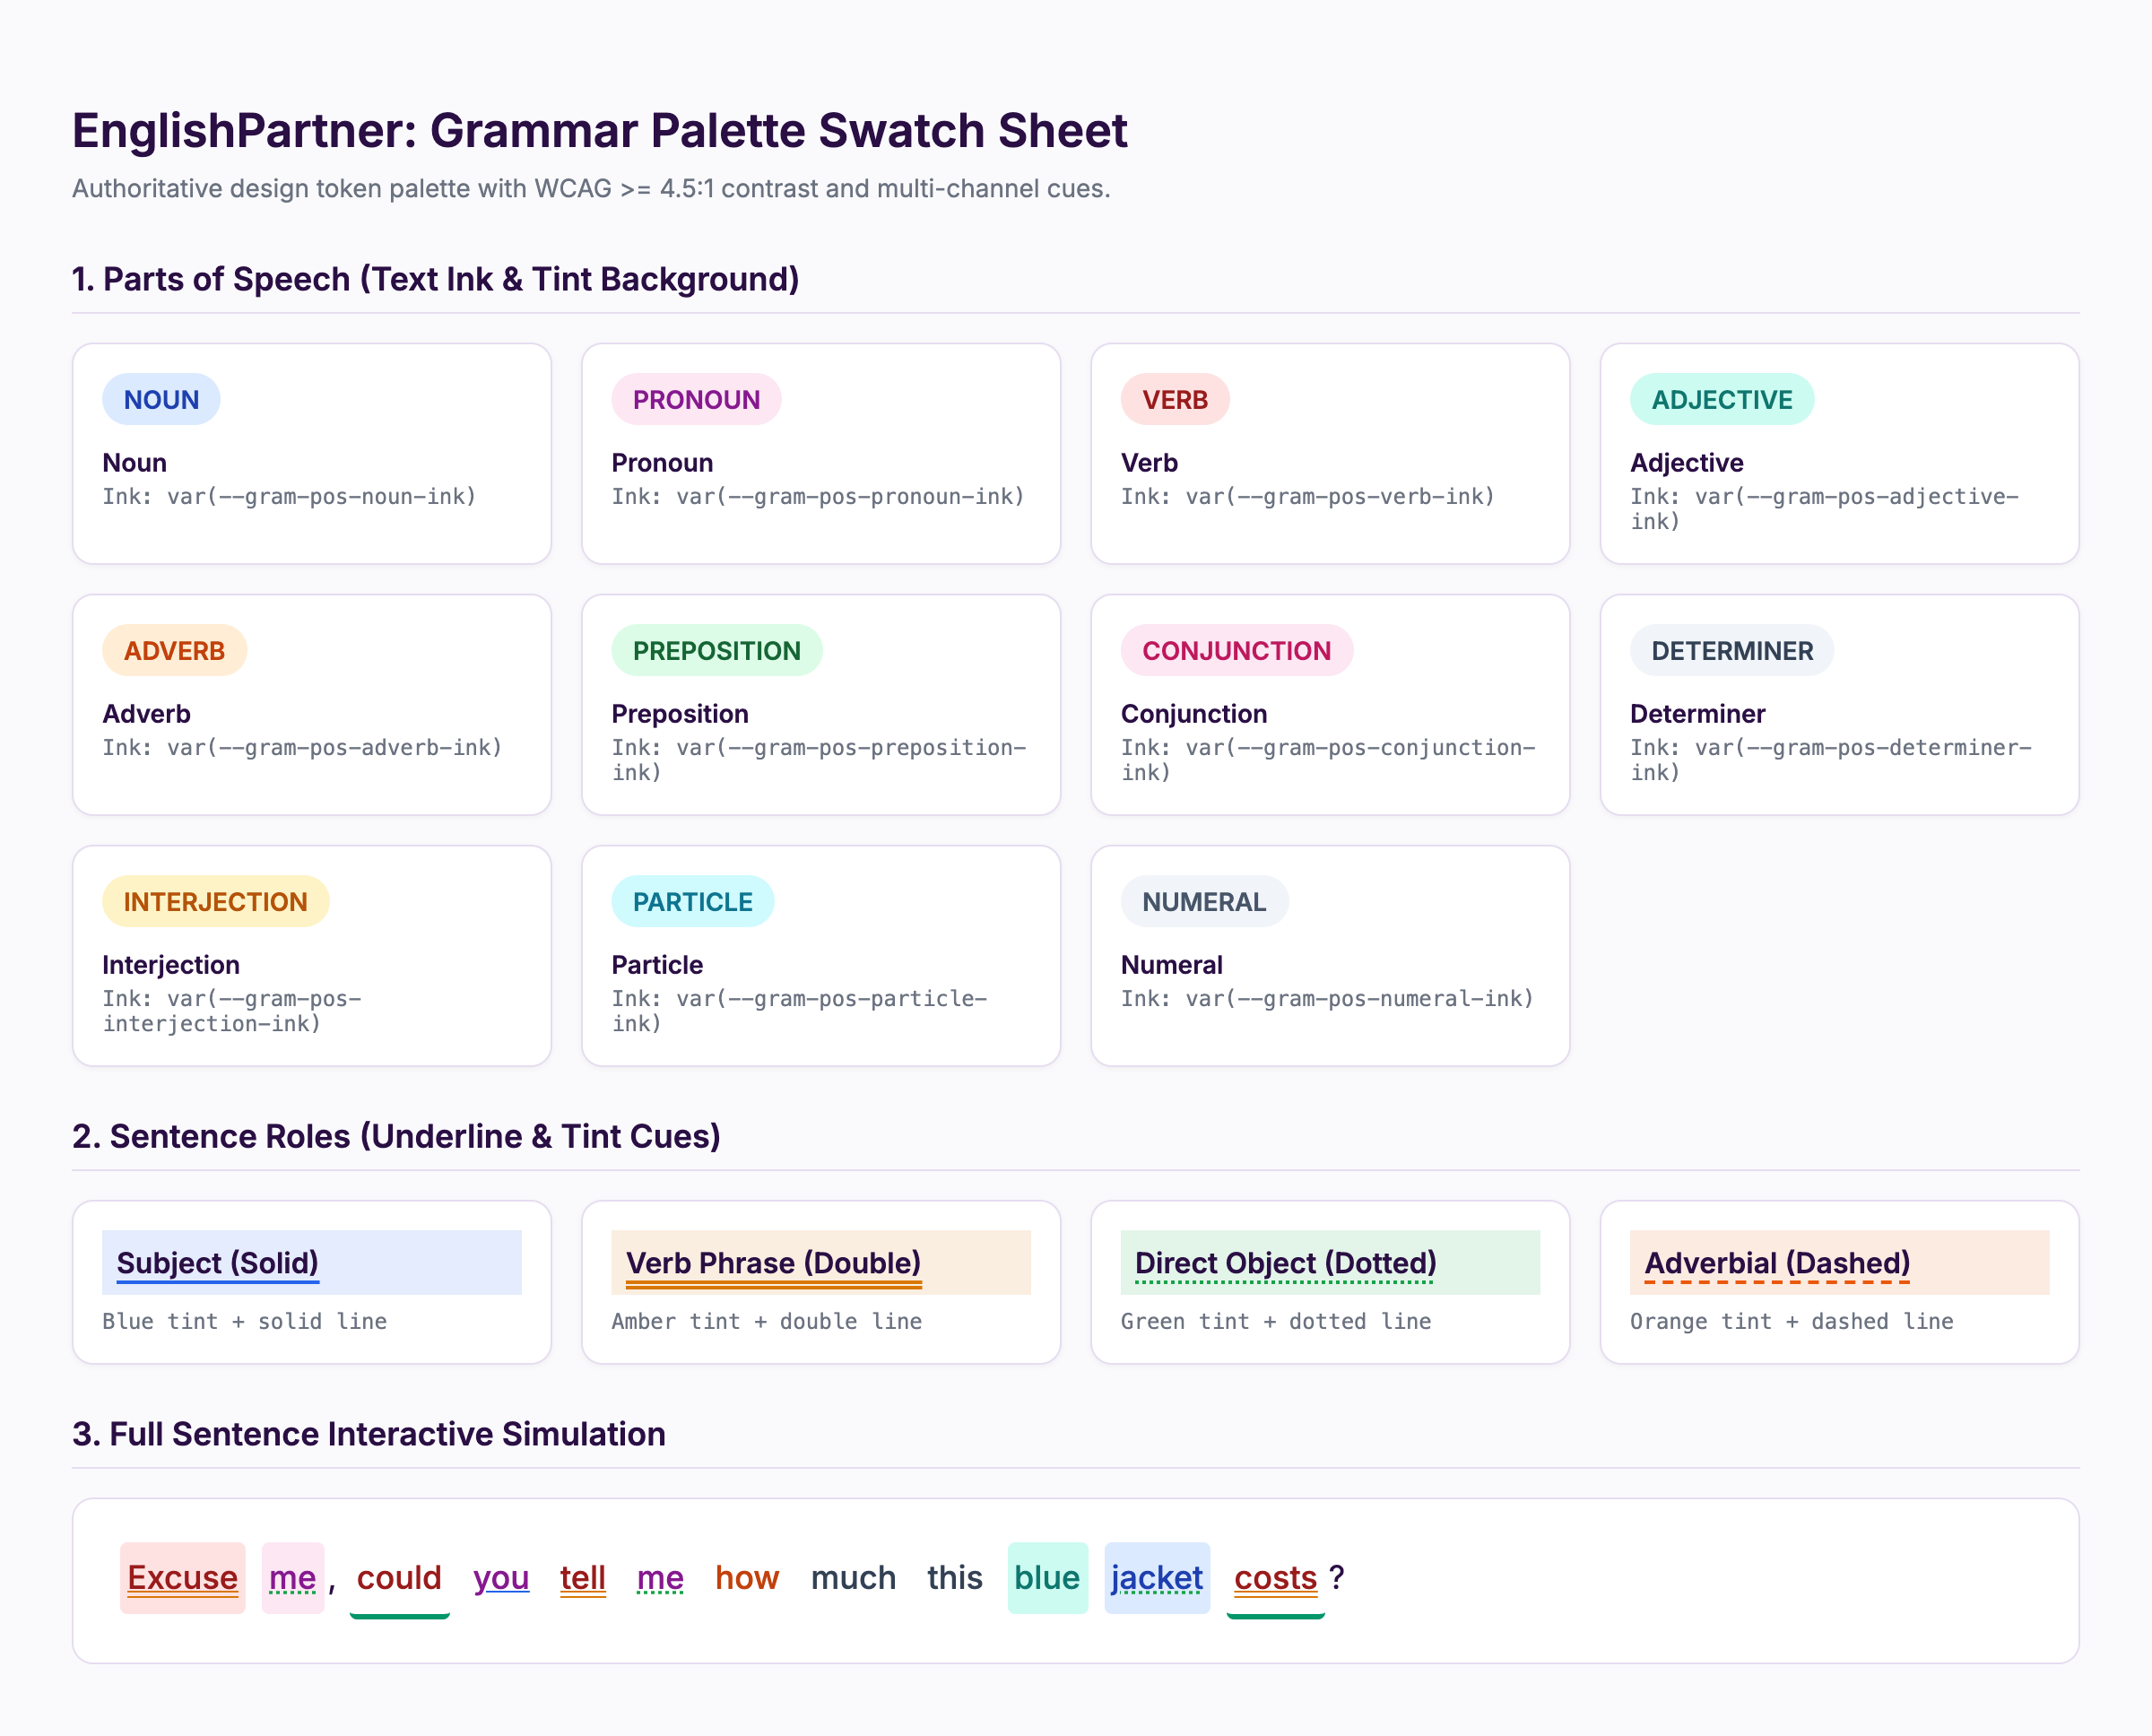 EnglishPartner: Grammar Palette Swatch Sheet
Authoritative design token palette with WCAG >= 4.5:1 contrast and multi-channel cues.
1. Parts of Speech (Text Ink & Tint Background)
NOUN
Noun
Ink: var(--gram-pos-noun-ink)
PRONOUN
Pronoun
Ink: var(--gram-pos-pronoun-ink)
VERB
Verb
Ink: var(--gram-pos-verb-ink)
ADJECTIVE
Adjective
Ink: var(--gram-pos-adjective-
ink)
ADVERB
Adverb
Ink: var(--gram-pos-adverb-ink)
PREPOSITION
Preposition
Ink: var(--gram-pos-preposition-
ink)
CONJUNCTION
Conjunction
Ink: var(--gram-pos-conjunction-
ink)
DETERMINER
Determiner
Ink: var(--gram-pos-determiner-
ink)
INTERJECTION
Interjection
Ink: var(--gram-pos-
interjection-ink)
PARTICLE
Particle
Ink: var(--gram-pos-particle-
ink)
NUMERAL
Numeral
Ink: var(--gram-pos-numeral-ink)
2. Sentence Roles (Underline & Tint Cues)
Subject (Solid)
Blue tint + solid line
Verb Phrase (Double)
Amber tint + double line
Direct Object (Dotted)
Green tint + dotted line
Adverbial (Dashed)
Orange tint + dashed line
3. Full Sentence Interactive Simulation
Excuse me, could you tell me how much this blue jacket costs?